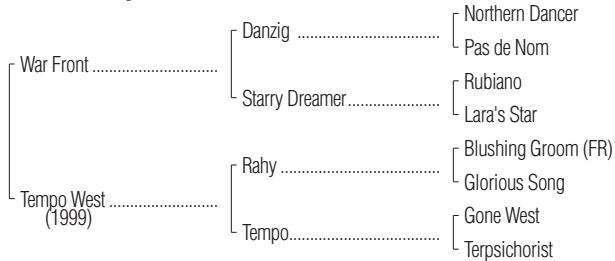 Northern Dancer
Danzig ....................................
Pas de Nom
War Front ................................
Rubiano
Starry Dreamer.......................
Lara's Star
Blushing Groom (FR)
Rahy ........................................
Glorious Song
Tempo West ...........................
(1999)
Gone West
Tempo......................................
Terpsichorist